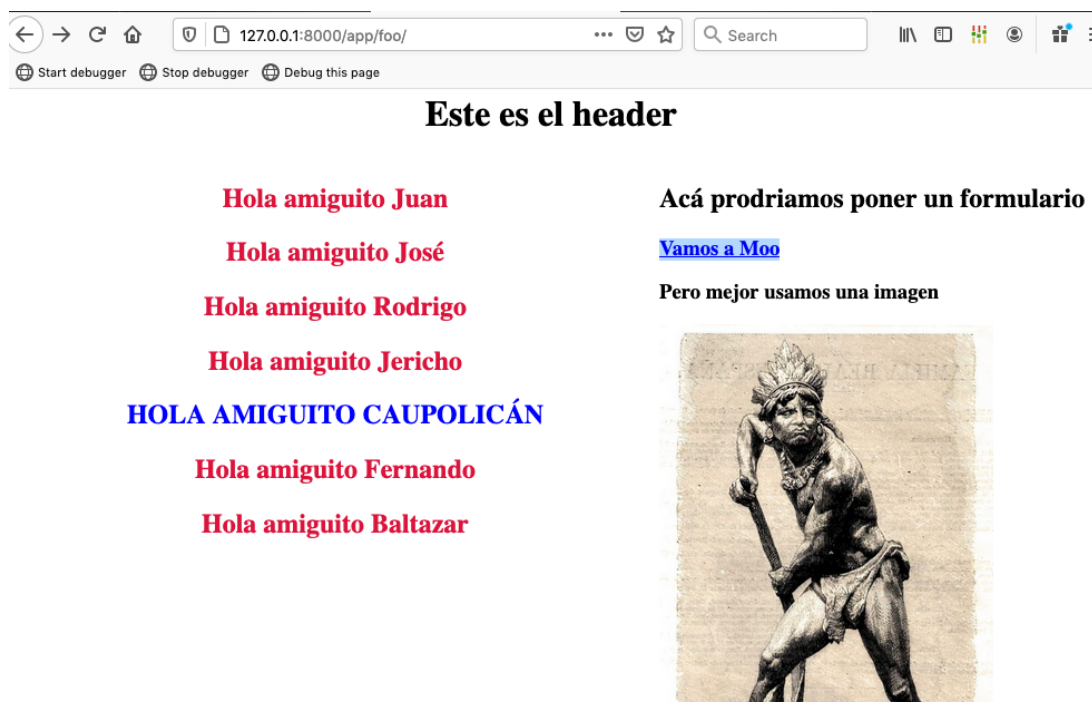 127.0.0.1:8000/app/foo/
Search
Start debugger
Stop debugger
Debug this page
Este es el header
Hola amiguito Juan
Hola amiguito José
Hola amiguito Rodrigo
Hola amiguito Jericho
HOLA AMIGUITO CAUPOLICÁN
Hola amiguito Fernando
Hola amiguito Baltazar
Acá prodriamos poner un formulario
Vamos a Moo
Pero mejor usamos una imagen